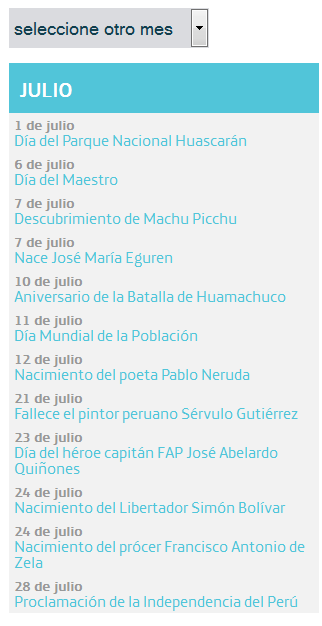 seleccione otro mes
JULIO
1 de julio
Día del Parque Nacional Huascarán
6 de julio
Día del Maestro
7 de julio
Descubrimiento de Machu Picchu
7 de julio
Nace José María Eguren
10 de julio
Aniversario de la Batalla de Huamachuco
11 de julio
Día Mundial de la Población
12 de julio
Nacimiento del poeta Pablo Neruda
21 de julio
Fallece el pintor peruano Sérvulo Gutiérrez
23 de julio
Día del héroe capitán FAP José Abelardo
Quiñones
24 de julio
Nacimiento del Libertador Simón Bolívar
24 de julio
Nacimiento del prócer Francisco Antonio de
Zela
28 de julio
Proclamación de la Independencia del Perú